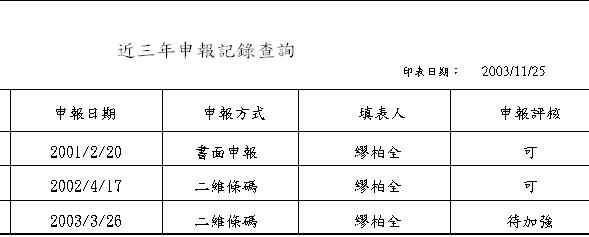 近三年申報記錄查詢
印表日期： 2003/11/25
申報日期 申報方式 填表人 申報評核
2001/2/20 書面申報 繆柏全 可
2002/4/17 二維條碼 繆柏全 可
2003/3/26 二維條碼 繆柏全 待加強